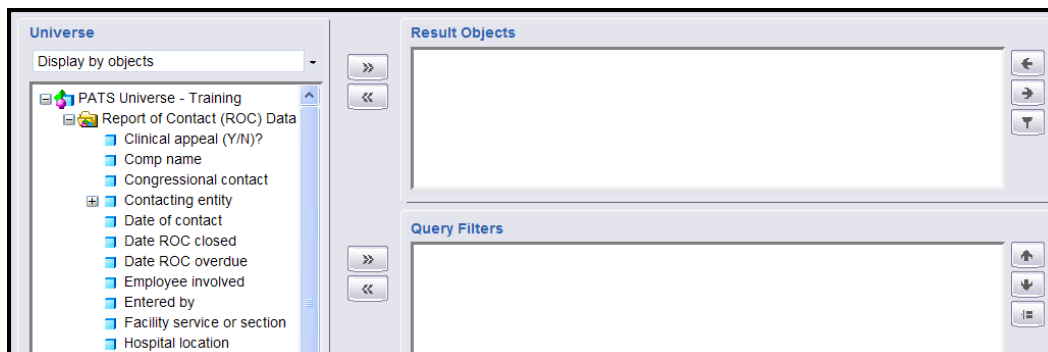 Universe
Display by objects
PATS Universe - Training
Report of Contact (ROC) Data
Clinical appeal (Y/N)?
Comp name
Congressional contact
Contacting entity
Date of contact
Date ROC closed
Date ROC overdue
Employee involved
Entered by
Facility service or section
Hospital location
Result Objects
Query Filters